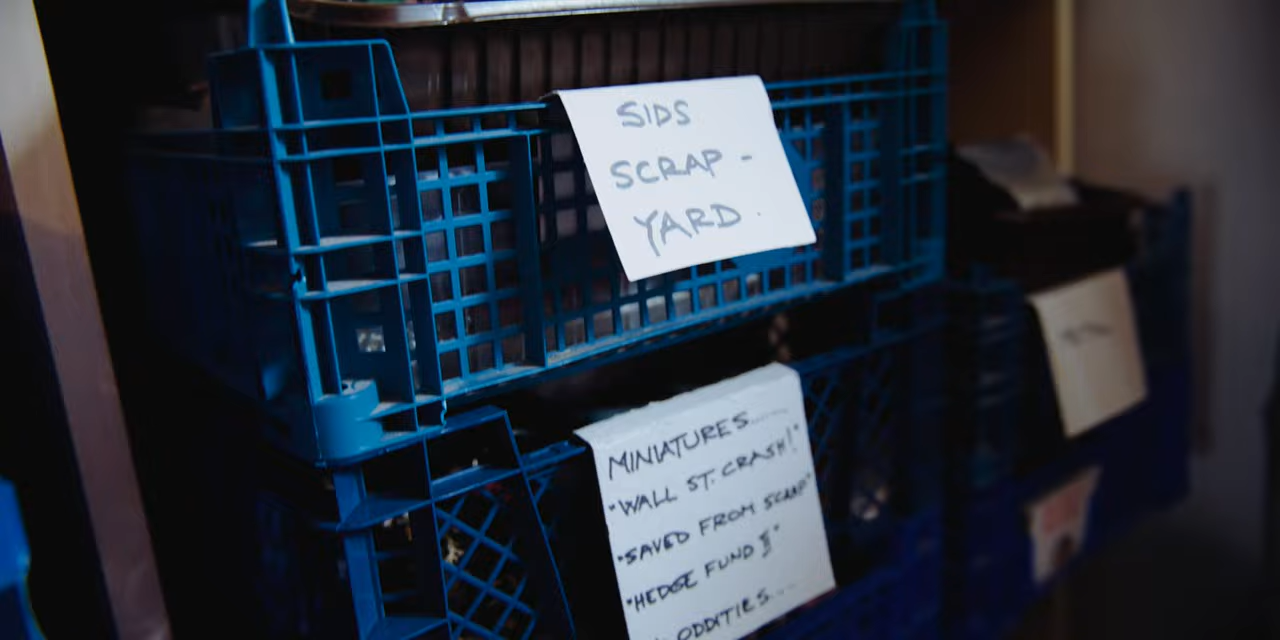 SIDS
SCRAP -
YARD.
MINIATURES......
"WALL ST. CRASH!"
"SAVED FROM SCRAP"
"HEDGE FUND"
ODDITIES...